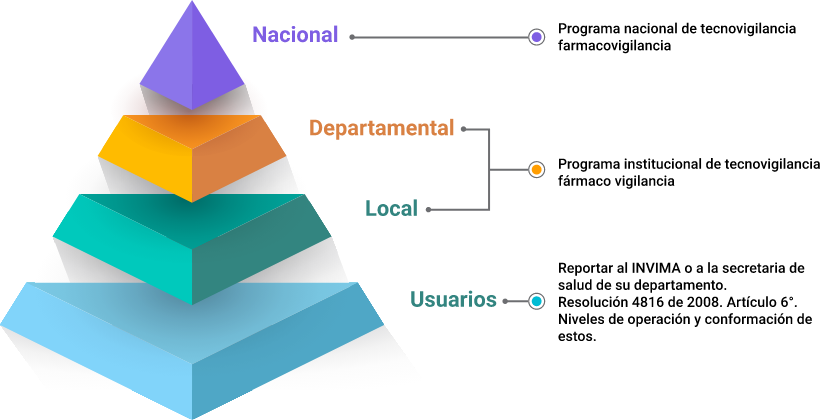 Nacional
Programa nacional de tecnovigilancia
farmacovigilancia
Departamental
Programa institucional de tecnovigilancia
fármaco vigilancia
Local
Usuarios
Reportar al INVIMA o a la secretaria de
salud de su departamento.
Resolución 4816 de 2008. Artículo 6°.
Niveles de operación y conformación de
estos.